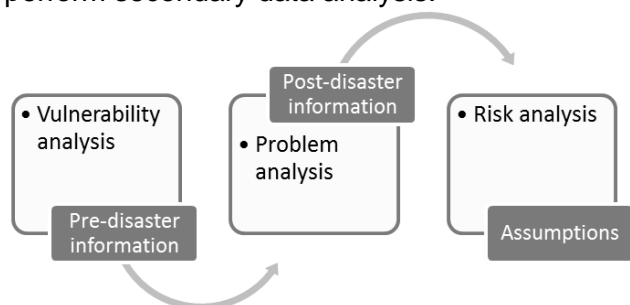 perform secondary data analysis.
• Vulnerability
analysis
Pre-disaster
information
Post-disaster
information
• Problem
analysis
• Risk analysis
Assumptions